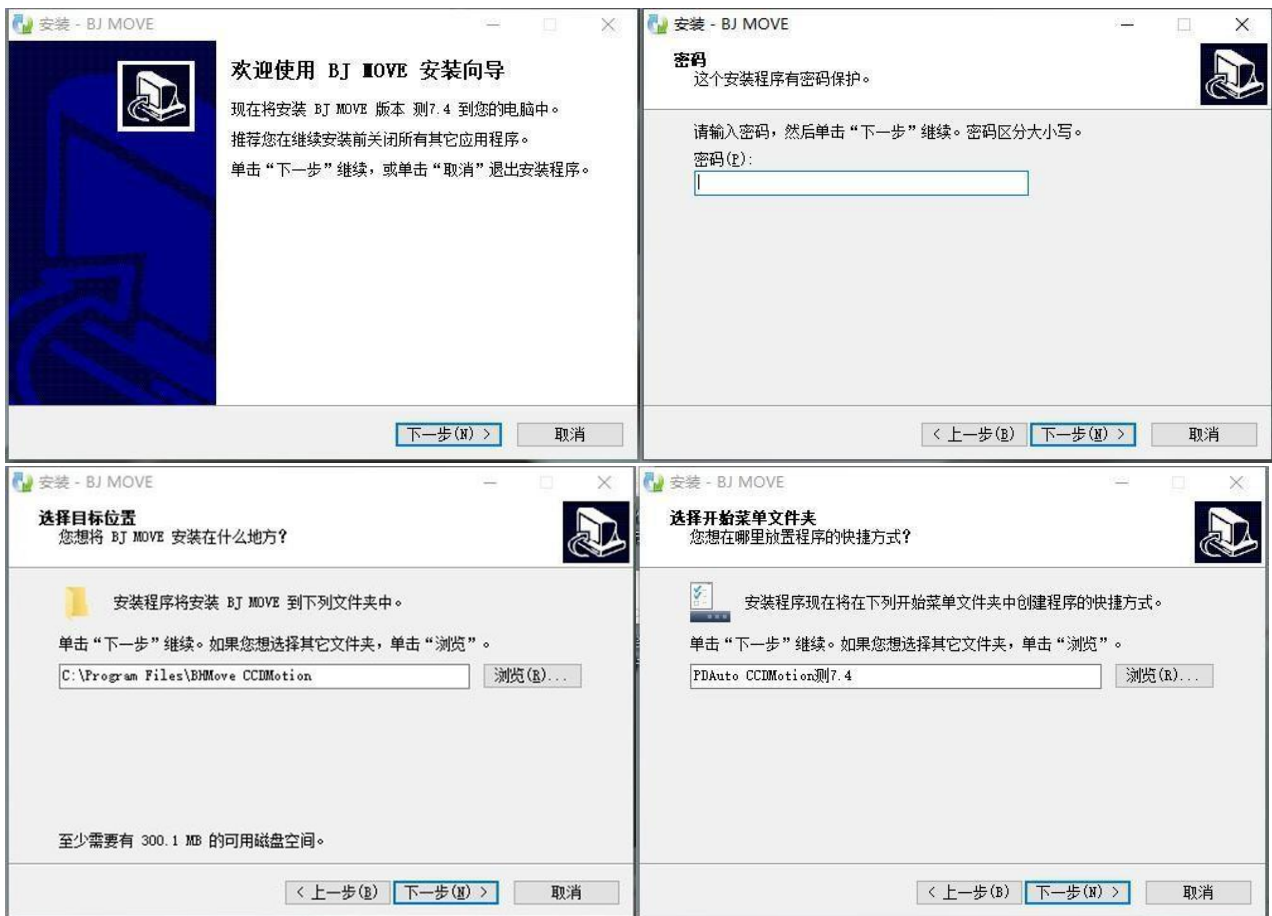 安装 - BJ MOVE
欢迎使用 BJ MOVE 安装向导
现在将安装 BJ MOVE 版本 测7.4 到您的电脑中。
推荐您在继续安装前关闭所有其它应用程序。
单击“下一步”继续，或单击“取消”退出安装程序。
下一步(N) >
取消
安装 - BJ MOVE
密码
这个安装程序有密码保护。
请输入密码，然后单击“下一步”继续。密码区分大小写。
密码(P):
< 上一步(B)
下一步(N) >
取消
安装 - BJ MOVE
选择目标位置
您想将 BJ MOVE 安装在什么地方?
安装程序将安装 BJ MOVE 到下列文件夹中。
单击“下一步”继续。如果您想选择其它文件夹，单击“浏览”。
C:\Program Files\BHMove CCDMotion
浏览(R)...
至少需要有 300.1 MB 的可用磁盘空间。
< 上一步(B)
下一步(N) >
取消
安装 - BJ MOVE
选择开始菜单文件夹
您想在哪里放置程序的快捷方式?
安装程序现在将在下列开始菜单文件夹中创建程序的快捷方式。
单击“下一步”继续。如果您想选择其它文件夹，单击“浏览”。
PDAuto CCDMotion测7.4
浏览(R)...
< 上一步(B)
下一步(N) >
取消